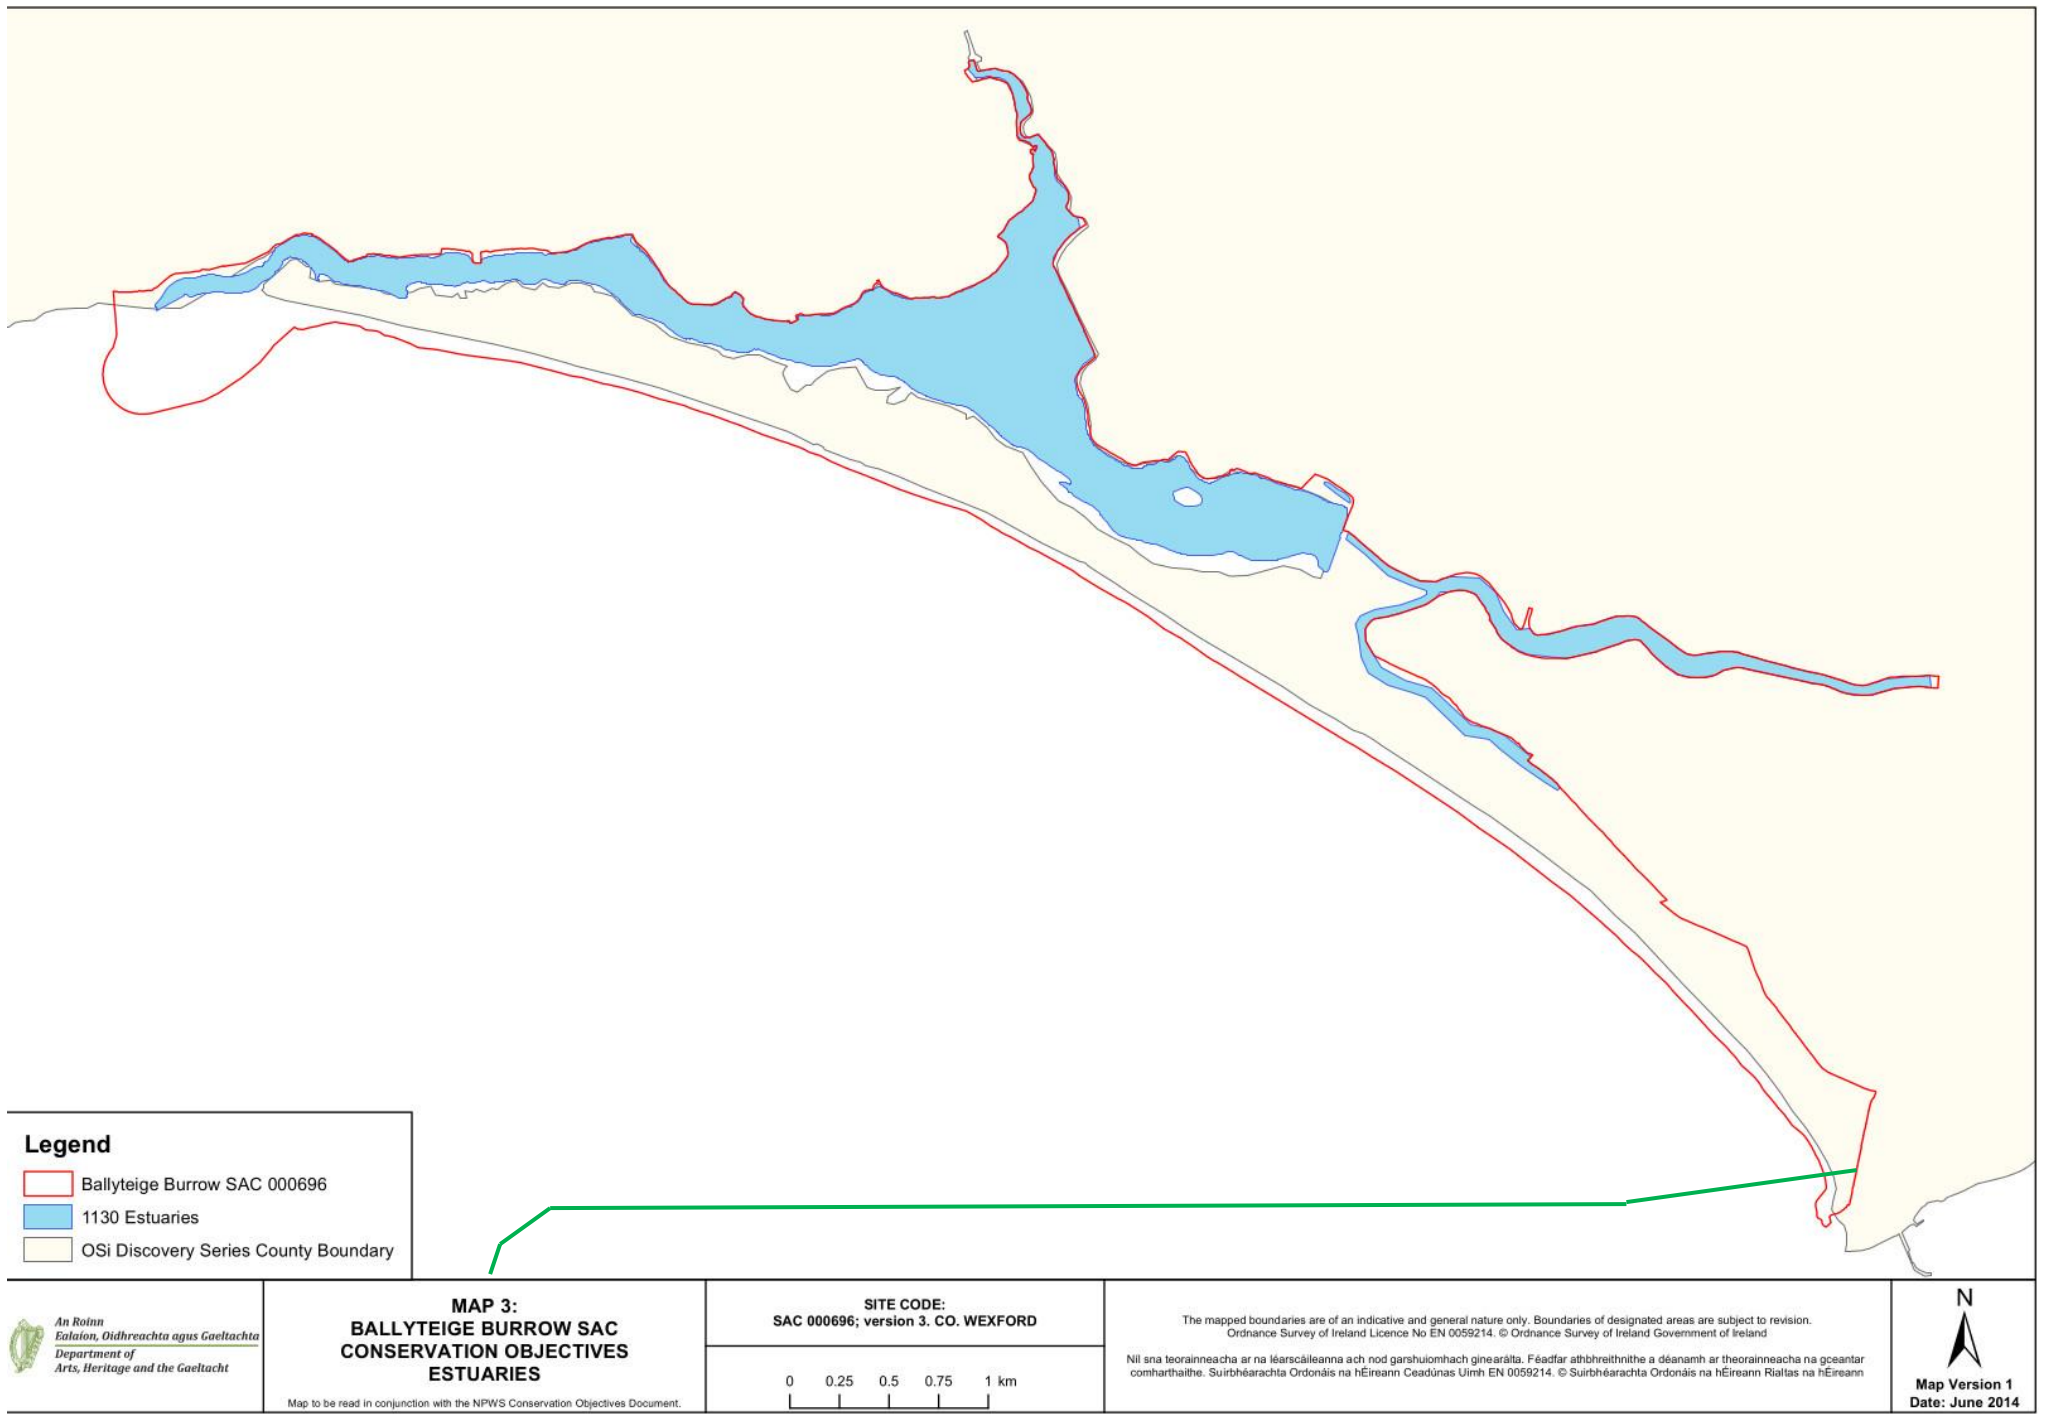 Legend
Ballyteige Burrow SAC 000696
1130 Estuaries
OSi Discovery Series County Boundary
An Roinn
Ealaíon, Oidhreachta agus Gaeltachta
Department of
Arts, Heritage and the Gaeltacht
MAP 3:
BALLYTEIGE BURROW SAC
CONSERVATION OBJECTIVES
ESTUARIES
Map to be read in conjunction with the NPWS Conservation Objectives Document.
SITE CODE:
SAC 000696; version 3. CO. WEXFORD
0 0.25 0.5 0.75 1 km
The mapped boundaries are of an indicative and general nature only. Boundaries of designated areas are subject to revision.
Ordnance Survey of Ireland Licence No EN 0059214. © Ordnance Survey of Ireland Government of Ireland
Níl sna teorainneacha ar na léarscáileanna ach nod garshuiomhach ginearálta. Féadfar athbhreithnithe a déanamh ar theorainneacha na gceantar
comharthaithe. Suirbhéarachta Ordonáis na hÉireann Ceadúnas Uimh EN 0059214. © Suirbhéarachta Ordonáis na hÉireann Rialtas na hÉireann
N
Map Version 1
Date: June 2014